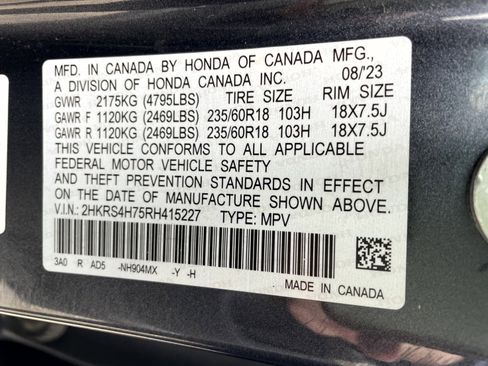 MFD. IN CANADA BY HONDA OF CANADA MFG.,
A DIVISION OF HONDA CANADA INC. 08/'23
GVWR 2175KG (4795LBS) TIRE SIZE RIM SIZE
GAWR F 1120KG (2469LBS) 235/60R18 103H 18X7.5J
GAWR R 1120KG (2469LBS) 235/60R18 103H 18X7.5J
THIS VEHICLE CONFORMS TO ALL APPLICABLE
FEDERAL MOTOR VEHICLE SAFETY
AND THEFT PREVENTION STANDARDS IN EFFECT
ON THE DATE OF MANUFACTURE SHOWN ABOVE.
V.I.N.: 2HKRS4H75RH415227 TYPE: MPV
3A0 R AD5 -NH904MX -Y -H
MADE IN CANADA